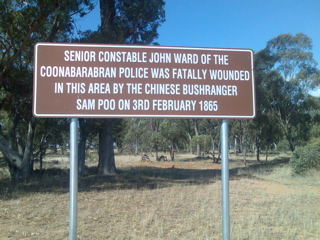 SENIOR CONSTABLE JOHN WARD OF THE
COONABARABRAN POLICE WAS FATALLY WOUNDED
IN THIS AREA BY THE CHINESE BUSHRANGER
SAM POO ON 3RD FEBRUARY 1865